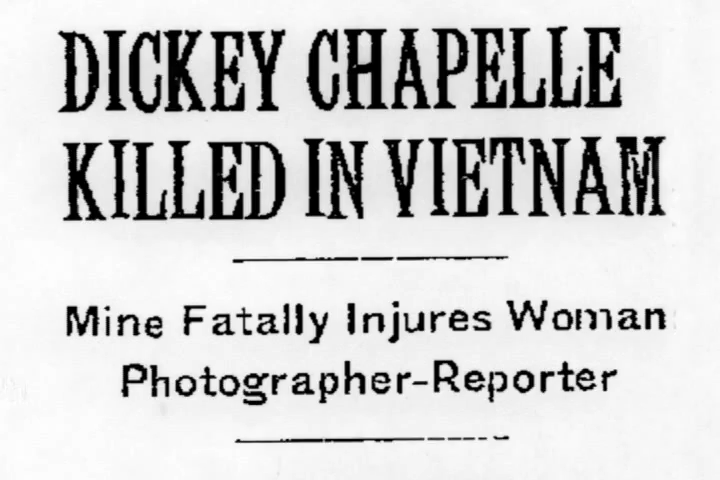 DICKEY CHAPELLE
KILLED IN VIETNAM
Mine Fatally Injures Woman
Photographer-Reporter